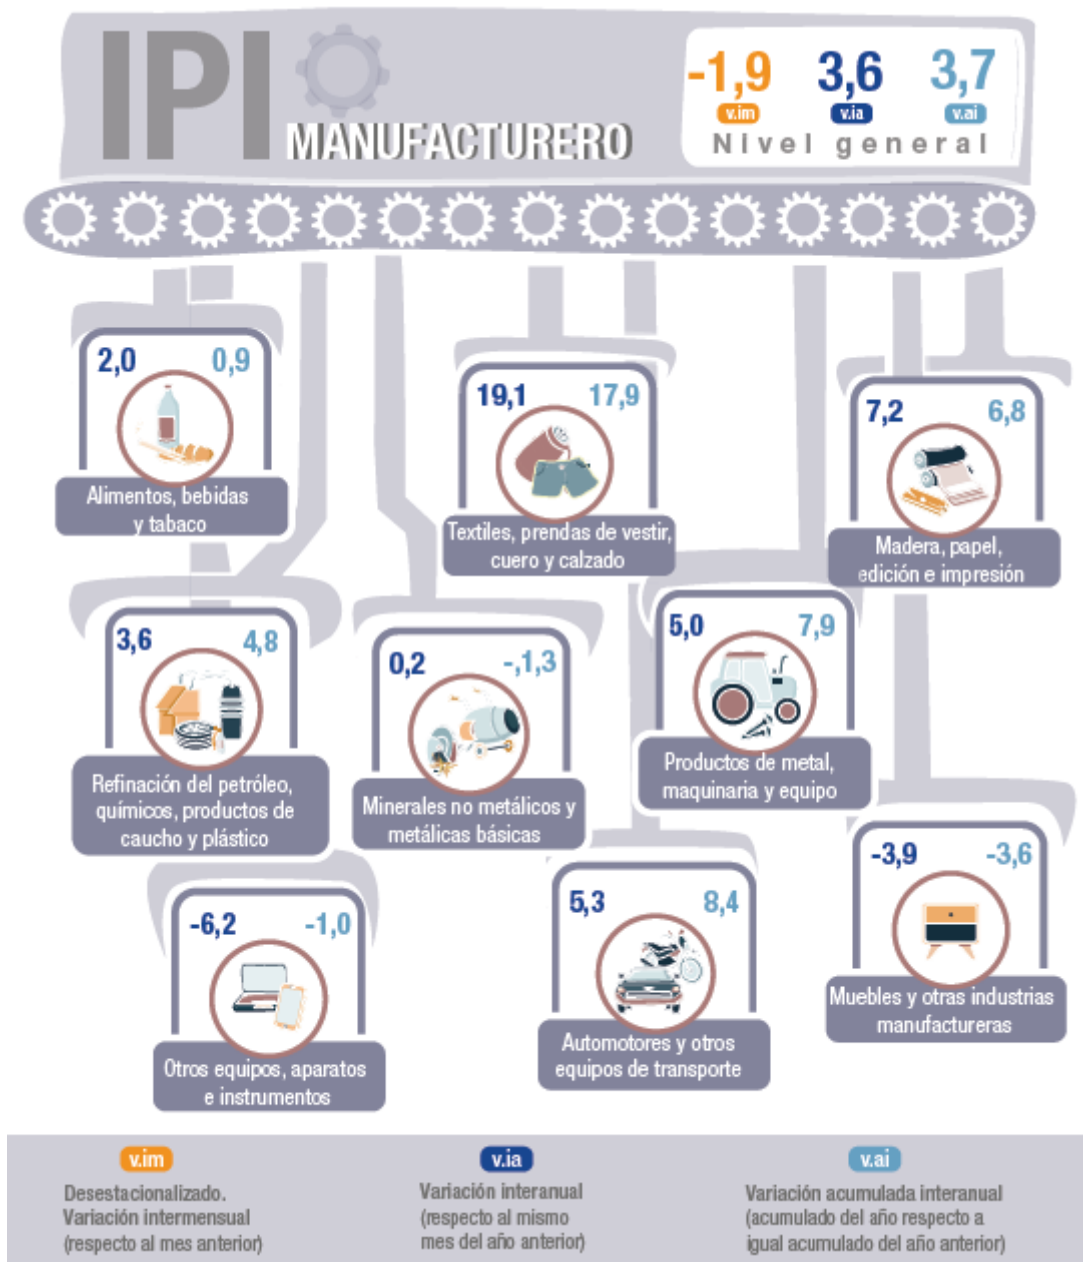 IPI
MANUFACTURERO
-1,9 3,6 3,7
v.im v.ia v.ai
Nivel general
2,0 0,9
Alimentos, bebidas
y tabaco
19,1 17,9
Textiles, prendas de vestir,
cuero y calzado
7,2 6,8
Madera, papel,
edición e impresión
3,6 4,8
Refinación del petróleo,
químicos, productos de
caucho y plástico
0,2 -,1,3
Minerales no metálicos y
metálicas básicas
5,0 7,9
Productos de metal,
maquinaria y equipo
-6,2 -1,0
Otros equipos, aparatos
e instrumentos
5,3 8,4
Automotores y otros
equipos de transporte
-3,9 -3,6
Muebles y otras industrias
manufactureras
v.im
Desestacionalizado.
Variación intermensual
(respecto al mes anterior)
v.ia
Variación interanual
(respecto al mismo
mes del año anterior)
v.ai
Variación acumulada interanual
(acumulado del año respecto a
igual acumulado del año anterior)